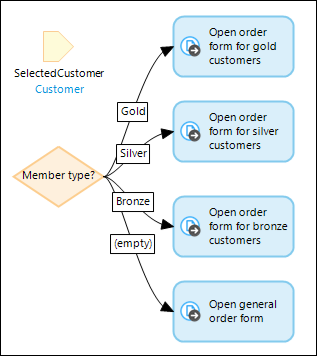 Open order
form for gold
customers
SelectedCustomer
Customer
Gold
Open order
form for silver
customers
Silver
Member type?
Bronze
Open order
form for bronze
customers
(empty)
Open general
order form